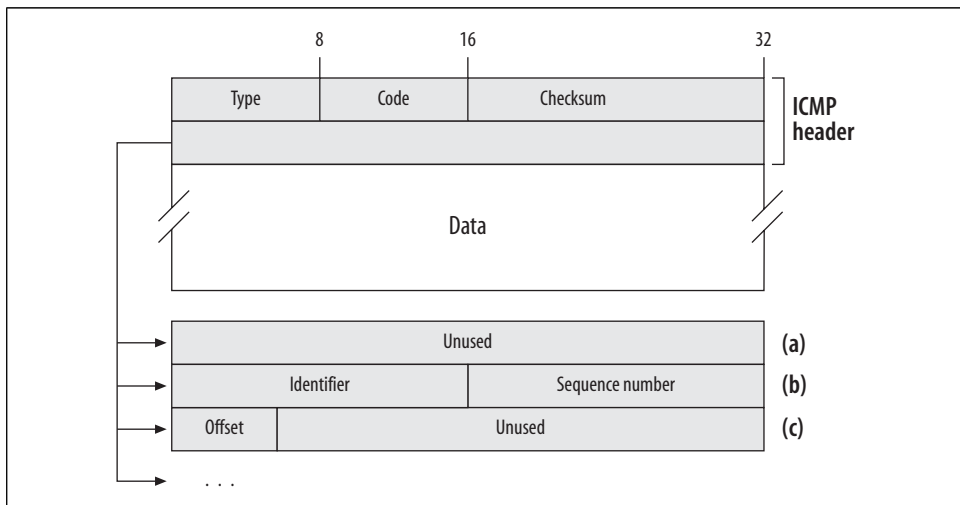 8 16 32
Type Code Checksum
ICMP
header
Data
Unused (a)
Identifier Sequence number (b)
Offset Unused (c)
. . .